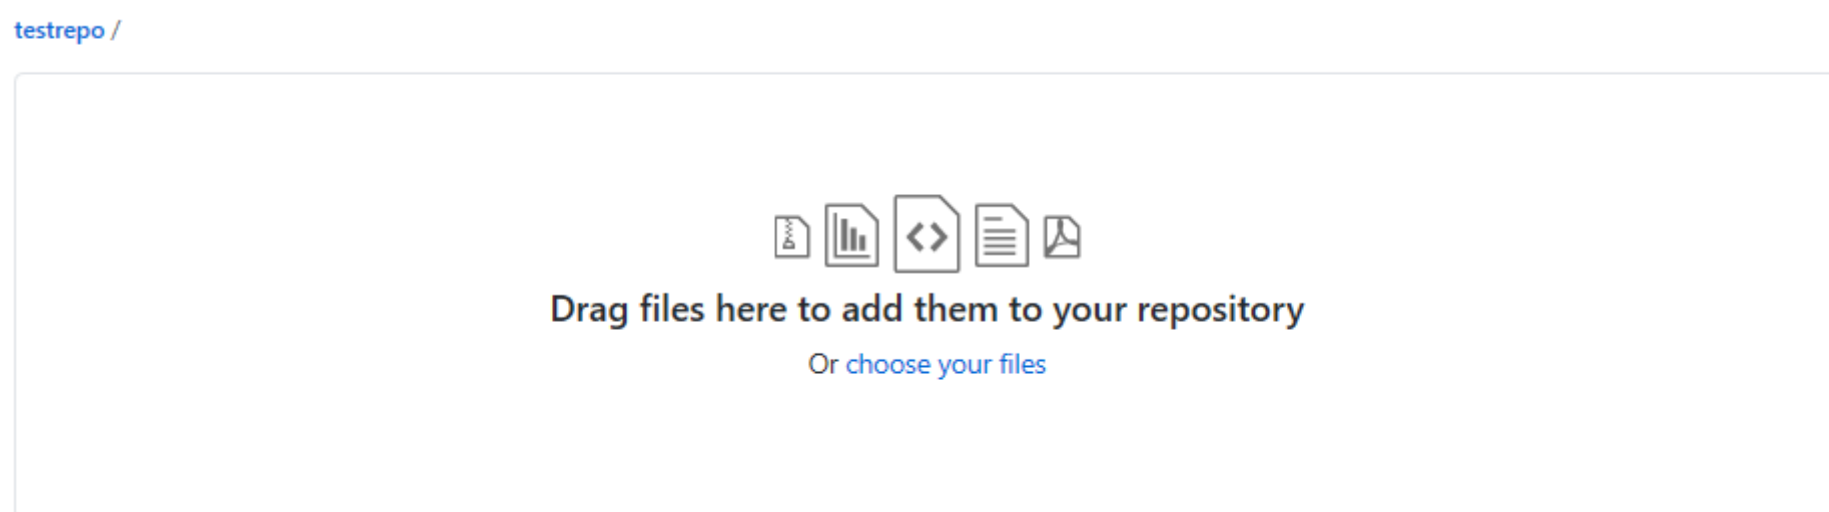 testrepo /
Drag files here to add them to your repository
Or choose your files